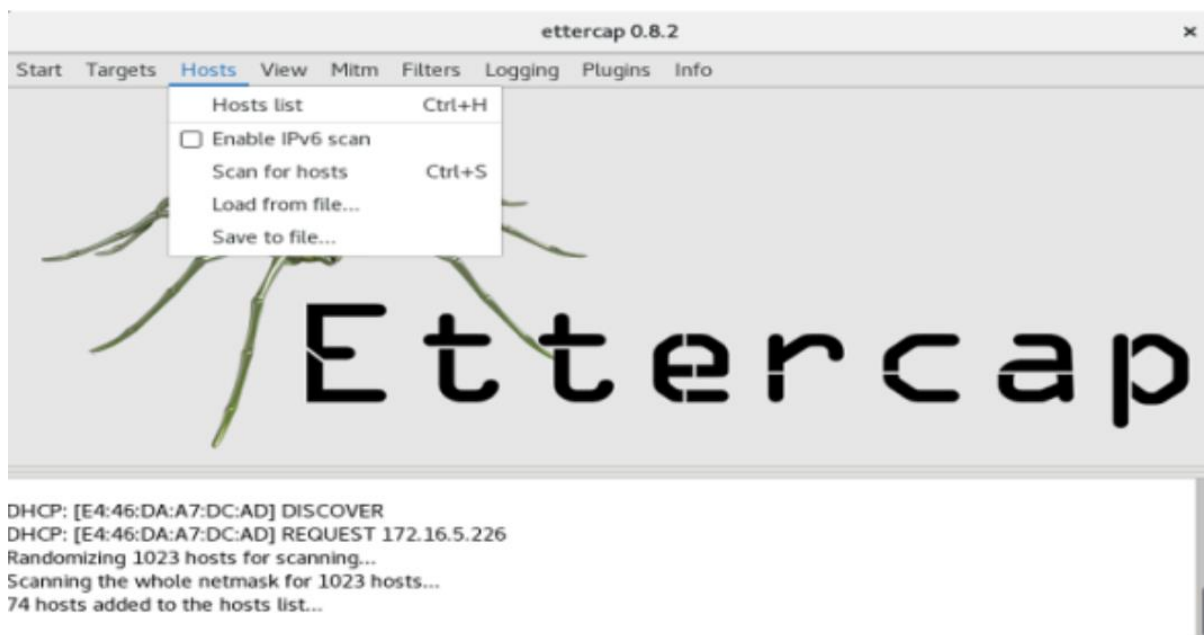 ettercap 0.8.2 ×
Start Targets Hosts View Mitm Filters Logging Plugins Info
Hosts list Ctrl+H
Enable IPv6 scan
Scan for hosts Ctrl+S
Load from file...
Save to file...
Ettercap
DHCP: [E4:46:DA:A7:DC:AD] DISCOVER
DHCP: [E4:46:DA:A7:DC:AD] REQUEST 172.16.5.226
Randomizing 1023 hosts for scanning...
Scanning the whole netmask for 1023 hosts...
74 hosts added to the hosts list...